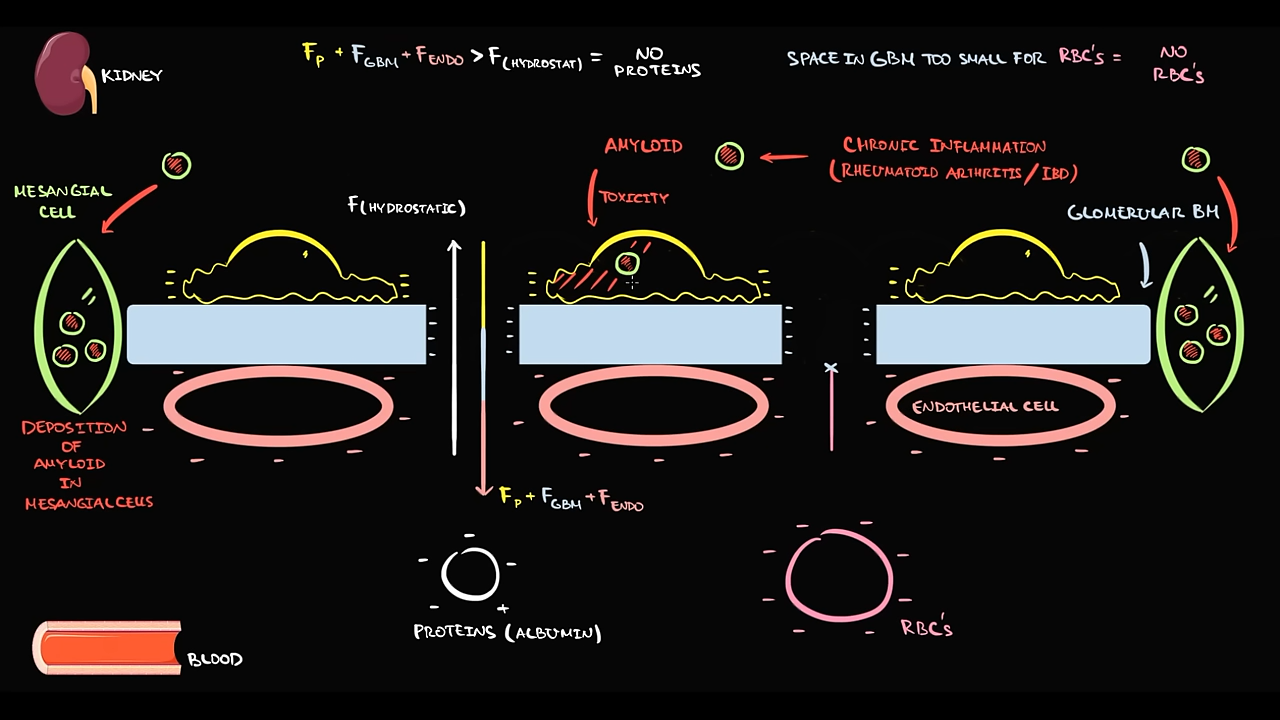 KIDNEY
Fp + FGBM + FENDO > F(HYDROSTAT) = NO PROTEINS
SPACE IN GBM TOO SMALL FOR RBC'S = NO RBC'S
AMYLOID
CHRONIC INFLAMMATION
(RHEUMATOID ARTHRITIS/IBD)
MESANGIAL
CELL
TOXICITY
F(HYDROSTATIC)
GLOMERULAR BM
ENDOTHELIAL CELL
DEPOSITION
OF
AMYLOID
IN
MESANGIAL CELLS
Fp + FGBM + FENDO
PROTEINS (ALBUMIN)
RBC'S
BLOOD